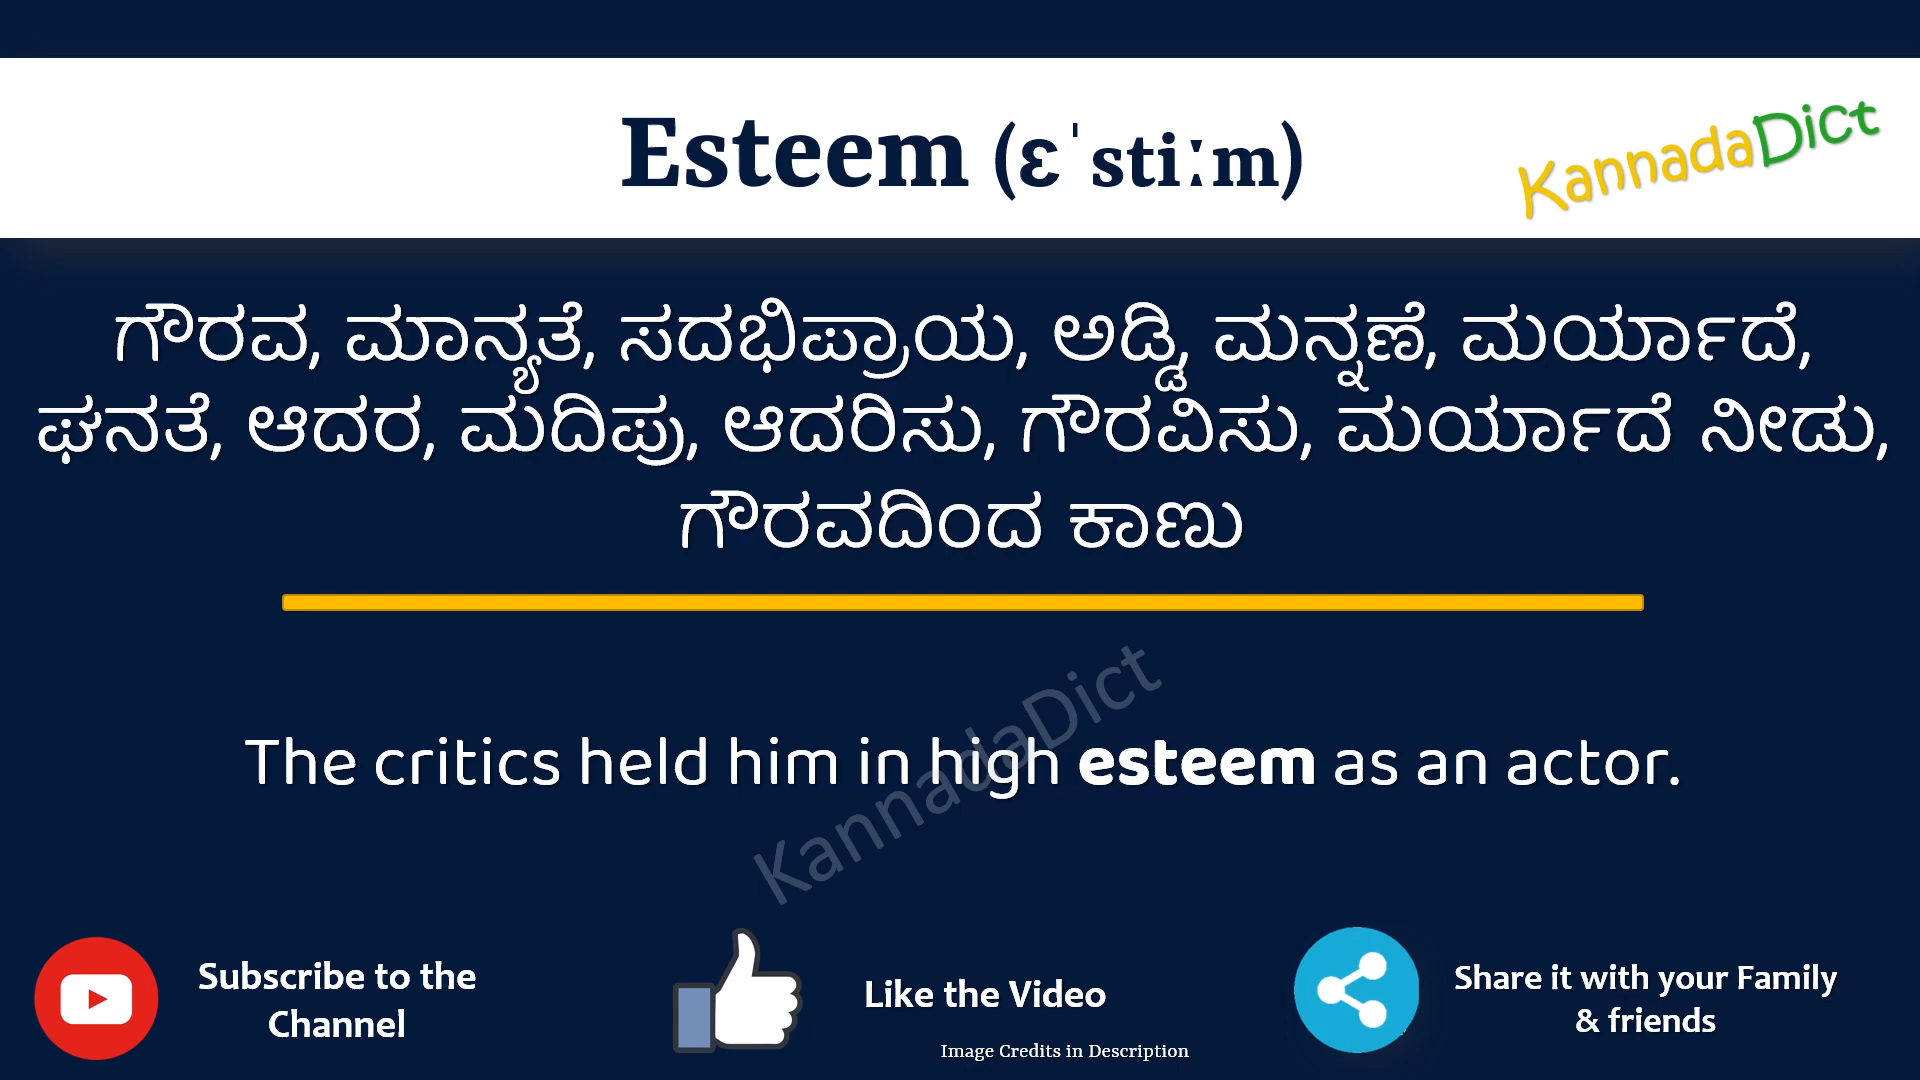 Esteem (ɛˈstiːm)
KannadaDict
ಗೌರವ, ಮಾನ್ಯತೆ, ಸದಭಿಪ್ರಾಯ, ಅಡ್ಡಿ, ಮನ್ನಣೆ, ಮರ್ಯಾದೆ,
ಘನತೆ, ಆದರ, ಮದಿಪು, ಆದರಿಸು, ಗೌರವಿಸು, ಮರ್ಯಾದೆ ನೀಡು,
ಗೌರವದಿಂದ ಕಾಣು
KannadaDict
The critics held him in high esteem as an actor.
Subscribe to the
Channel
Like the Video
Share it with your Family
& friends
Image Credits in Description